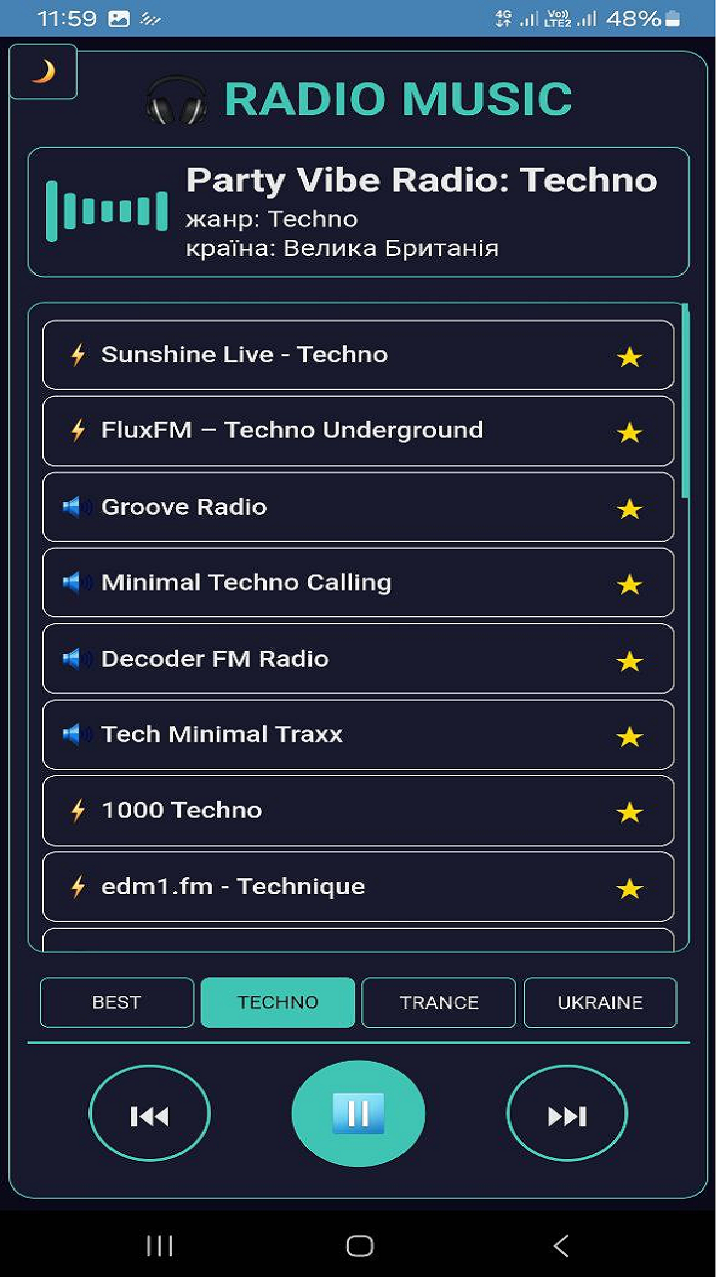 11:59 4G Vo)) LTE2 48%
RADIO MUSIC
Party Vibe Radio: Techno
жанр: Techno
країна: Велика Британія
Sunshine Live - Techno
FluxFM – Techno Underground
Groove Radio
Minimal Techno Calling
Decoder FM Radio
Tech Minimal Traxx
1000 Techno
edm1.fm - Technique
BEST TECHNO TRANCE UKRAINE